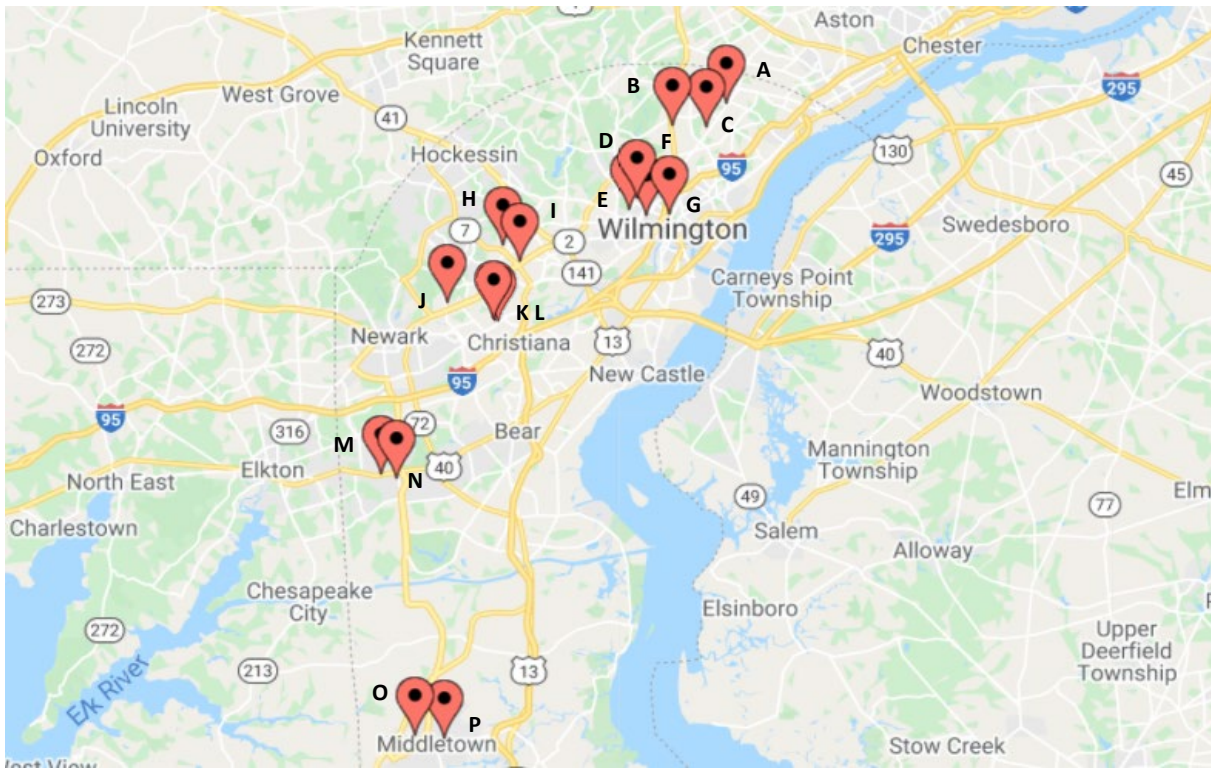 Aston
Kennett
Square
Chester
A
B
295
West Grove
Lincoln
University
41
C
130
Oxford
Hockessin
D
F
95
45
H
E
G
I
7
Wilmington
2
Swedesboro
295
141
Carneys Point
Township
273
J
K L
Newark
Christiana
13
272
40
New Castle
95
Woodstown
95
72
316
M
Bear
Mannington
Township
Elkton
40
North East
N
49
77
Elm
Charlestown
Salem
Alloway
Chesapeake
City
Elsinboro
272
Upper
Deerfield
Township
213
13
Elk River
O
P
Middletown
Stow Creek
West View